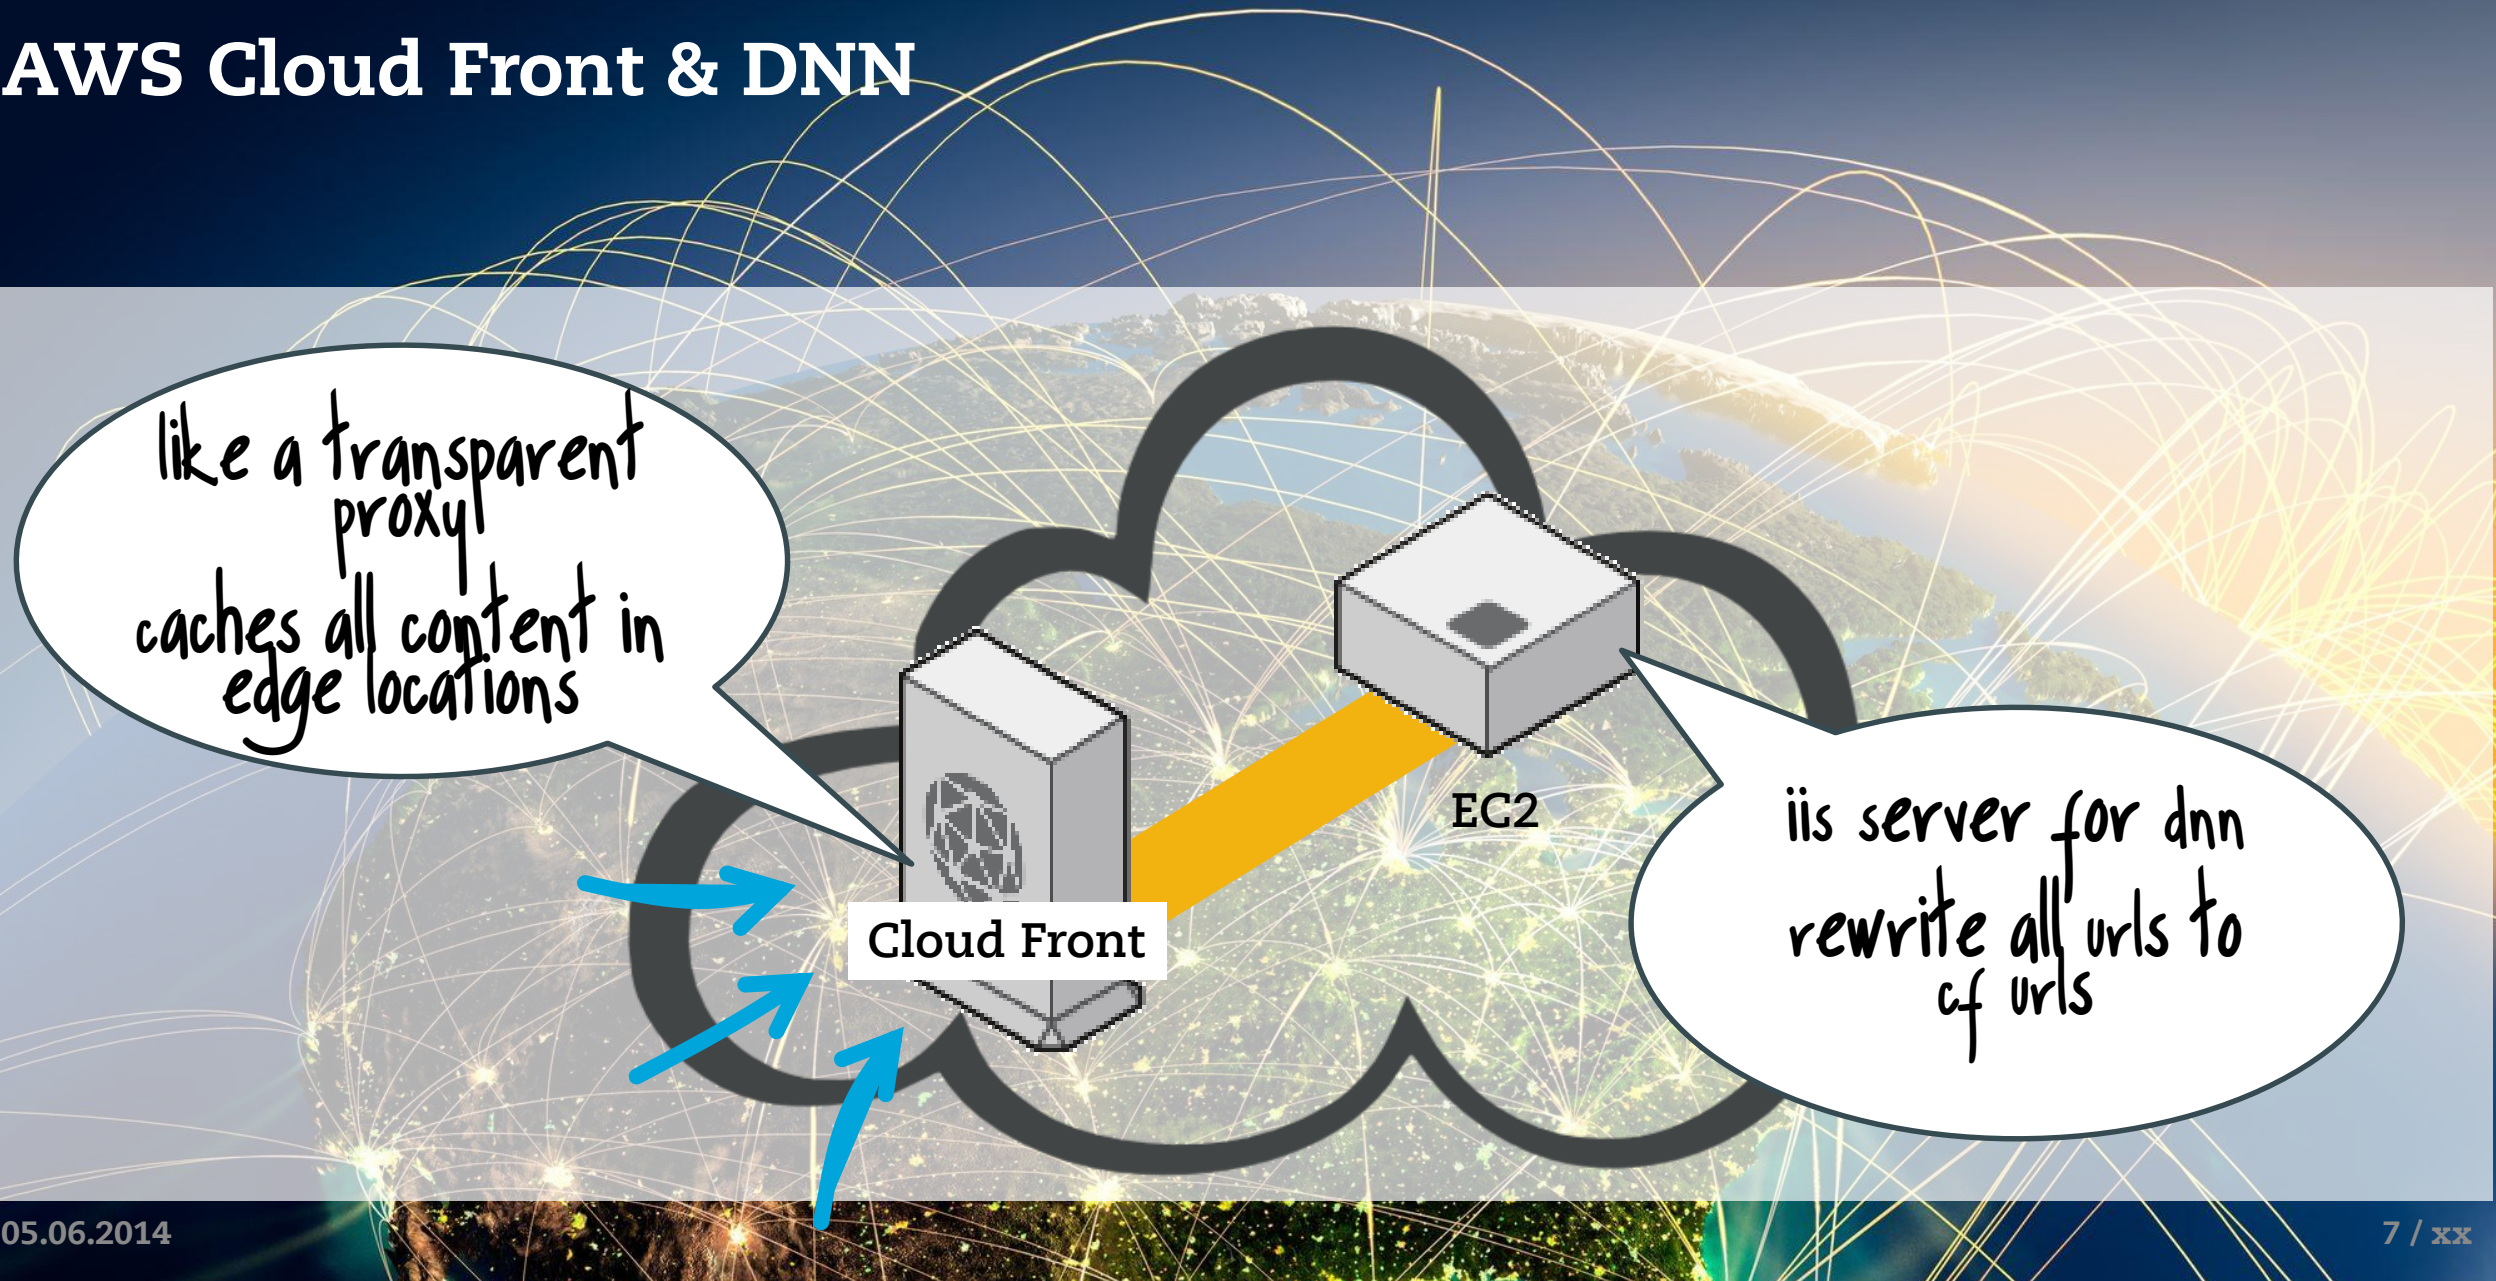 AWS Cloud Front & DNN
like a transparent
proxy
caches all content in
edge locations
EC2
iis server for dnn
rewrite all urls to
cf urls
Cloud Front
05.06.2014
7 / xx